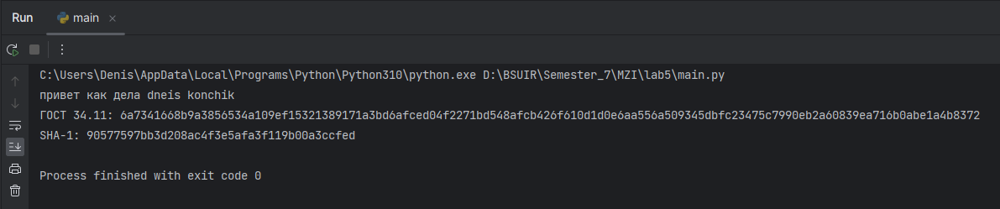 Run main
C:\Users\Denis\AppData\Local\Programs\Python\Python310\python.exe D:\BSUIR\Semester_7\MZI\lab5\main.py
привет как дела dneis konchik
ГОСТ 34.11: 6a7341668b9a3856534a109ef15321389171a3bd6afced04f2271bd548afcb426f610d1d0e6aa556a509345dbfc23475c7990eb2a60839ea716b0abe1a4b8372
SHA-1: 90577597bb3d208ac4f3e5afa3f119b00a3ccfed
Process finished with exit code 0